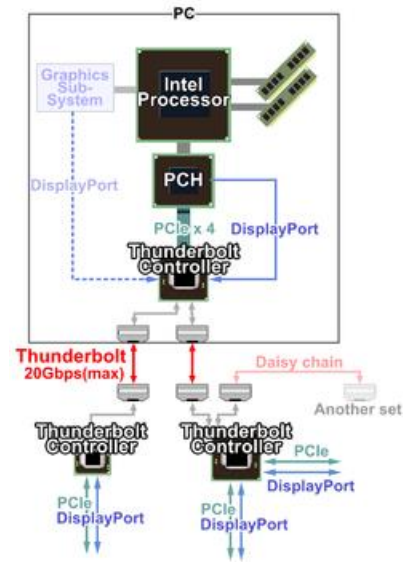 PC
Graphics
Sub-
System
Intel
Processor
DisplayPort
PCH
PCIe x 4
DisplayPort
Thunderbolt
Controller
Thunderbolt
20Gbps(max)
Daisy chain
Another set
Thunderbolt
Controller
Thunderbolt
Controller
PCIe
DisplayPort
PCIe
DisplayPort
PCIe
DisplayPort